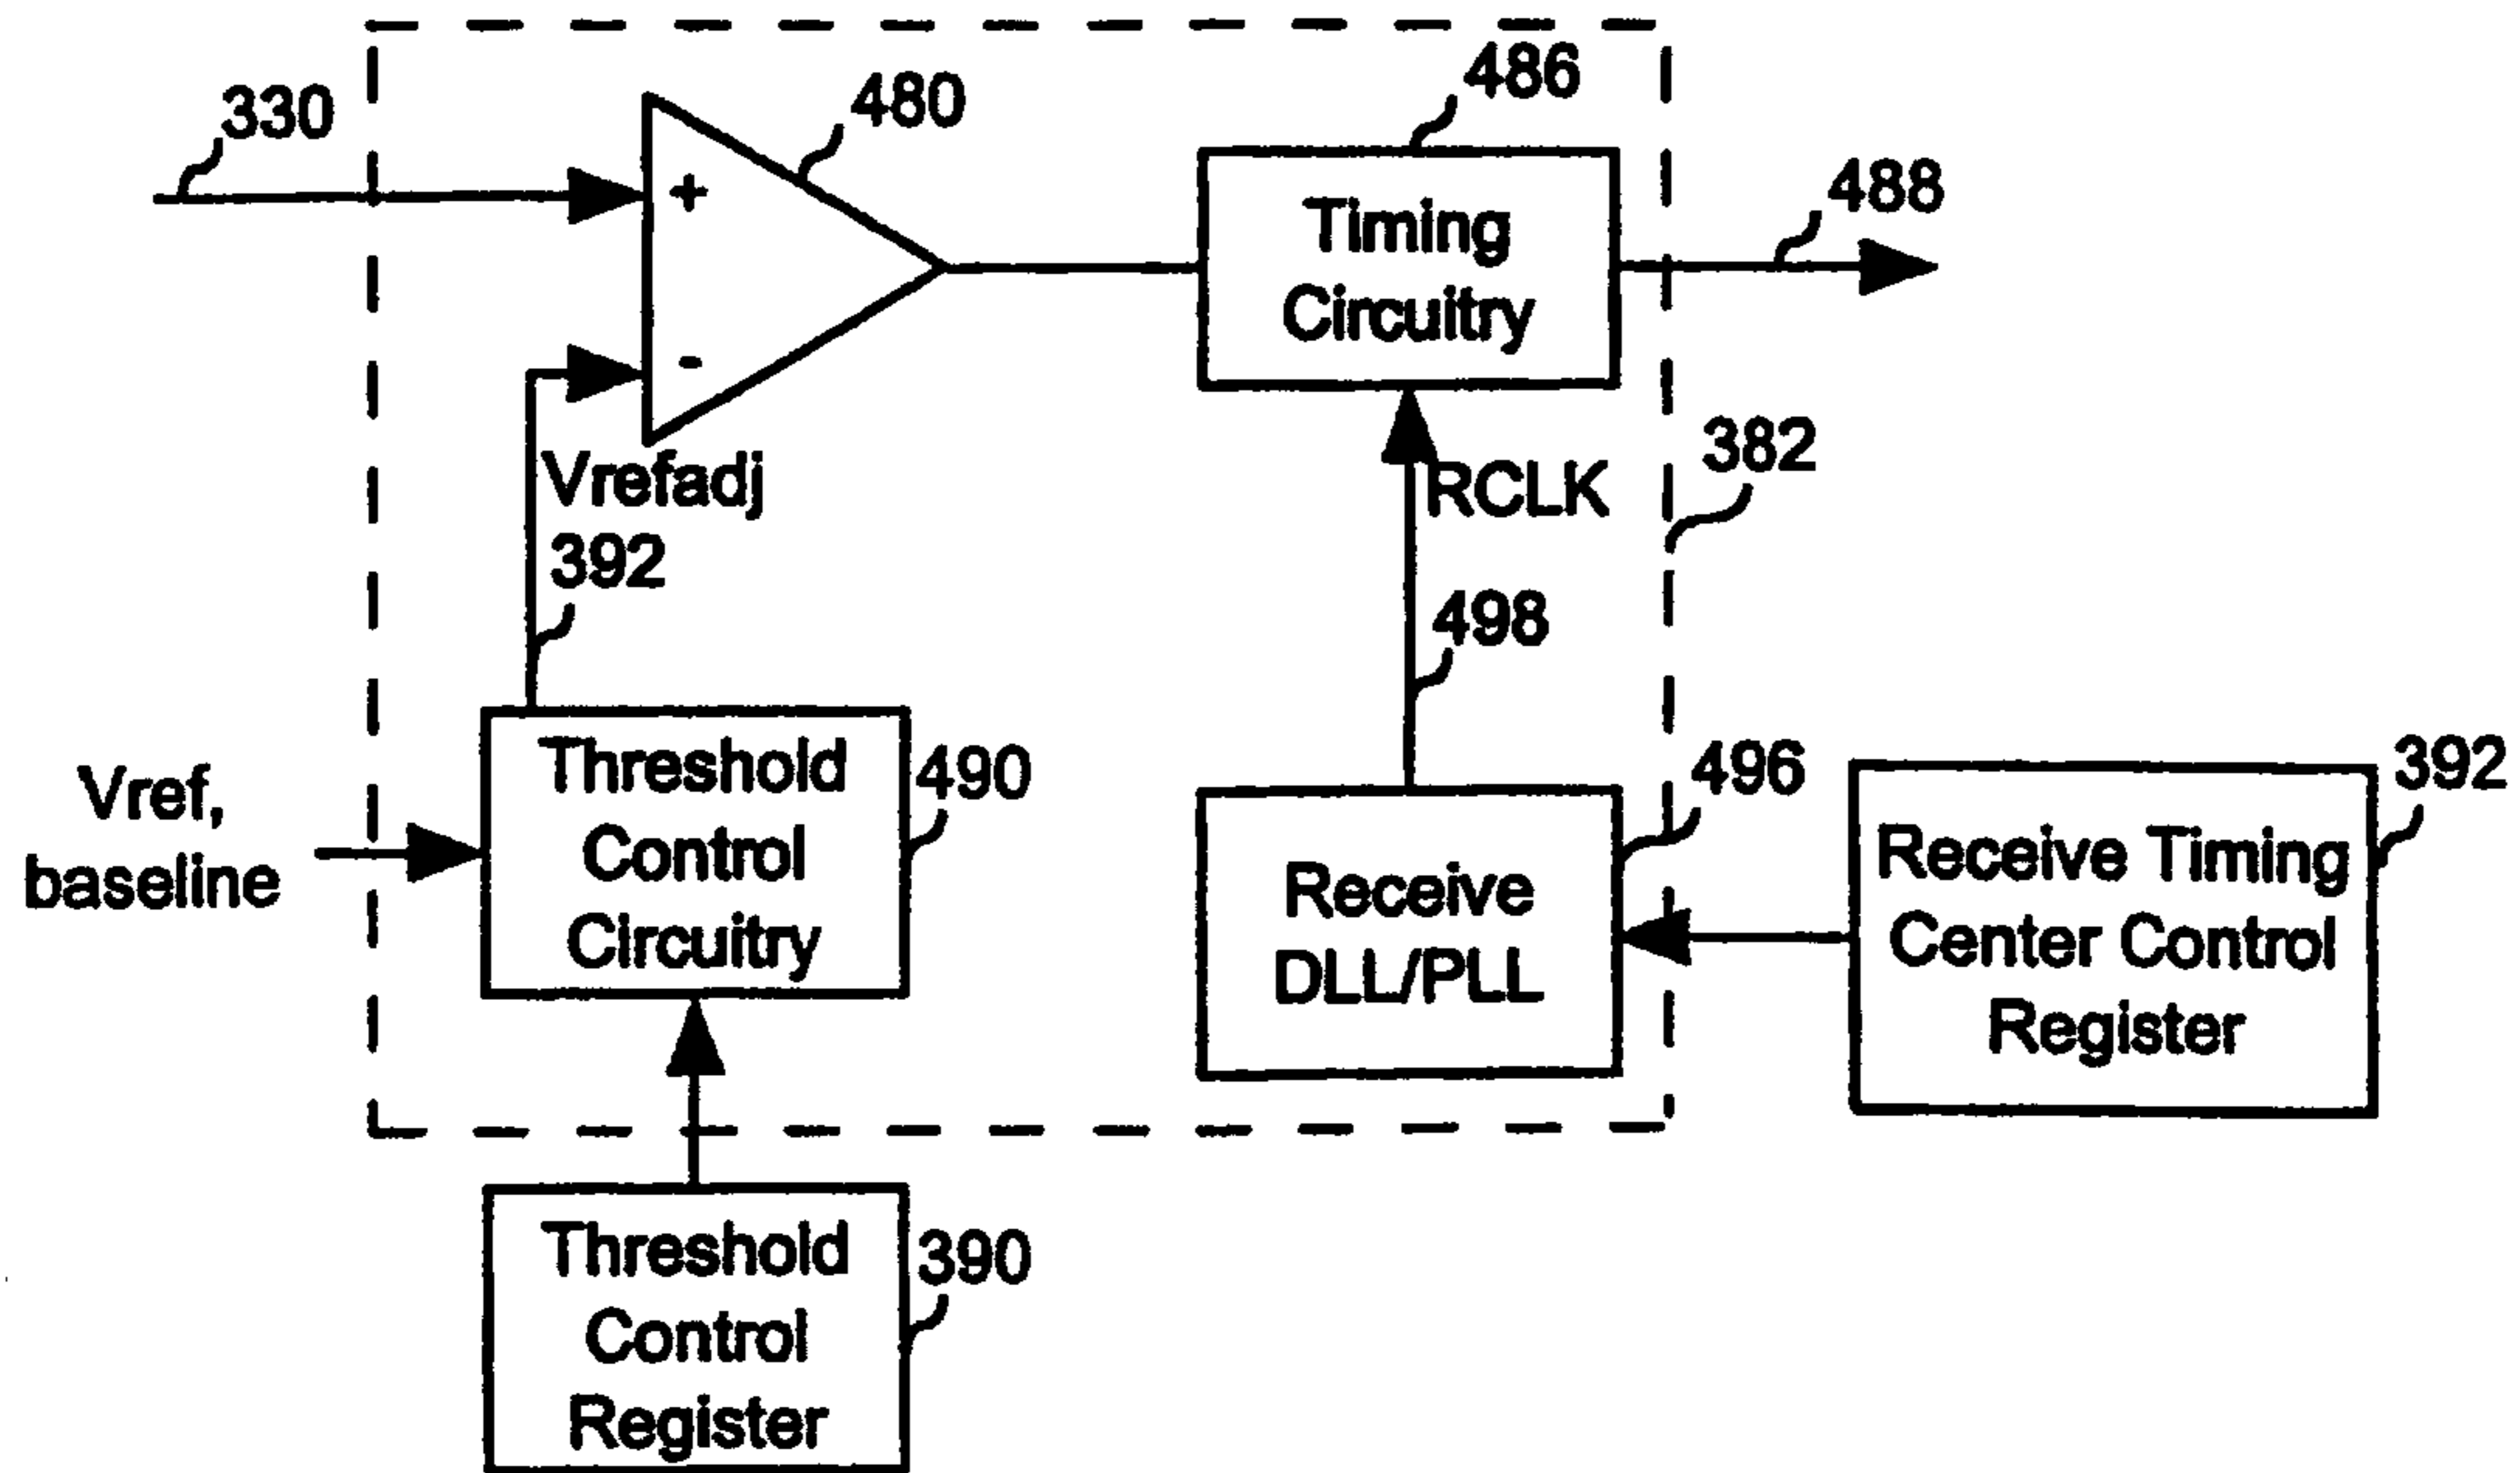 330
480
486
+
Timing
Circuitry
488
-
Vrefadj
392
RCLK
382
498
Vref,
baseline
Threshold
Control
Circuitry
490
Receive
DLL/PLL
496
Receive Timing
Center Control
Register
392
Threshold
Control
Register
390